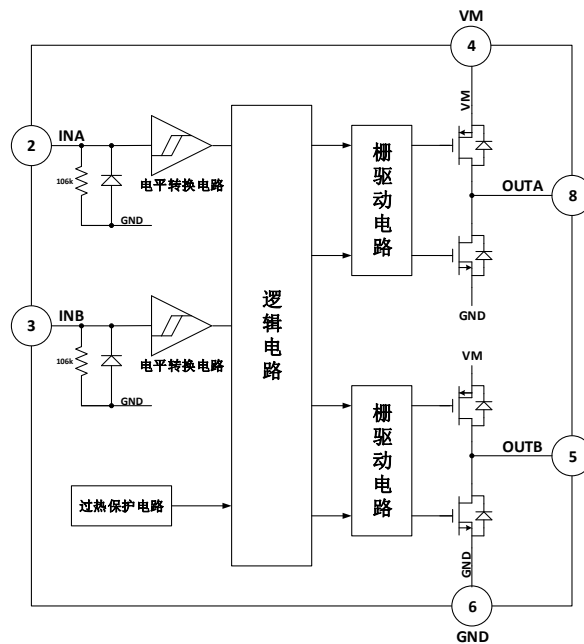 VM
4
VM
2
INA
106k
GND
电平转换电路
栅驱动电路
OUTA
8
GND
3
INB
106k
GND
电平转换电路
逻辑电路
VM
栅驱动电路
OUTB
5
过热保护电路
GND
6
GND